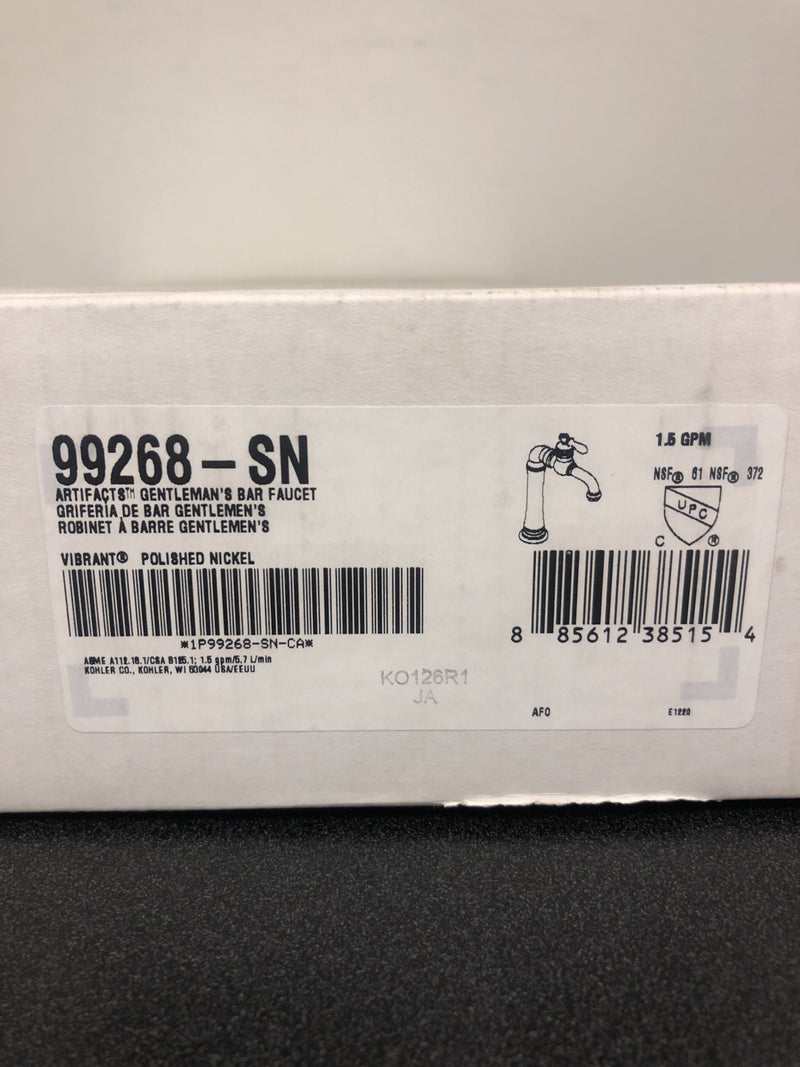 99268-SN
ARTIFACTS™ GENTLEMAN'S BAR FAUCET
GRIFERÍA DE BAR GENTLEMEN'S
ROBINET À BARRE GENTLEMEN'S
VIBRANT® POLISHED NICKEL
*1P99268-SN-CA*
ASME A112.18.1/CSA B125.1; 1.5 gpm/5.7 L/min
KOHLER CO., KOHLER, WI 53044 USA/EEUU
KO126R1
JA
1.5 GPM
NSF® 61 NSF® 372
UPC
C ®
8 85612 38515 4
AFO
E1220